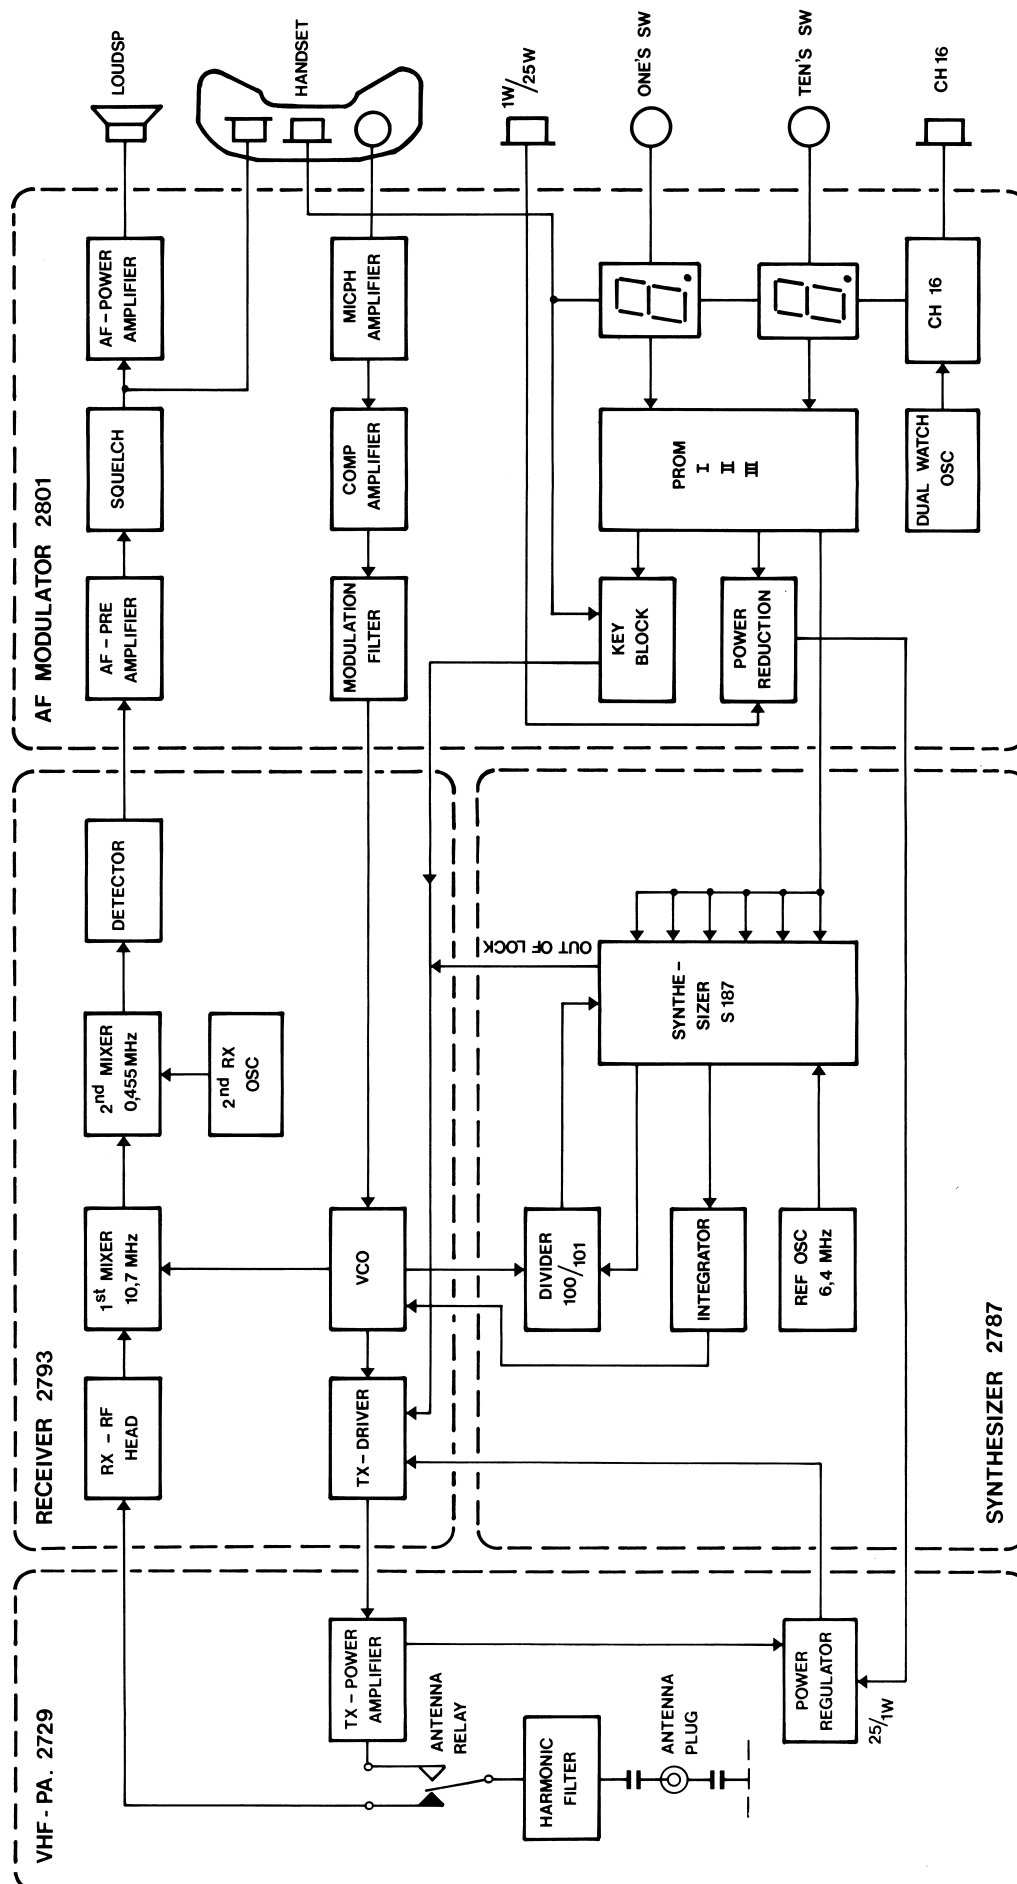 VHF - PA. 2729
RECEIVER 2793
AF MODULATOR 2801
SYNTHESIZER 2787
RX - RF
HEAD
1st MIXER
10,7 MHz
2nd MIXER
0,455 MHz
2nd RX
OSC
DETECTOR
AF - PRE
AMPLIFIER
SQUELCH
AF - POWER
AMPLIFIER
LOUDSP
HANDSET
TX - POWER
AMPLIFIER
TX - DRIVER
VCO
MODULATION
FILTER
COMP
AMPLIFIER
MICPH
AMPLIFIER
ANTENNA
RELAY
HARMONIC
FILTER
ANTENNA
PLUG
POWER
REGULATOR
25/1W
DIVIDER
100/101
INTEGRATOR
REF OSC
6,4 MHz
OUT OF LOCK
SYNTHE -
SIZER
S 187
KEY
BLOCK
POWER
REDUCTION
PROM
I
II
III
DUAL WATCH
OSC
CH 16
1W/25W
ONE'S SW
TEN'S SW
CH 16